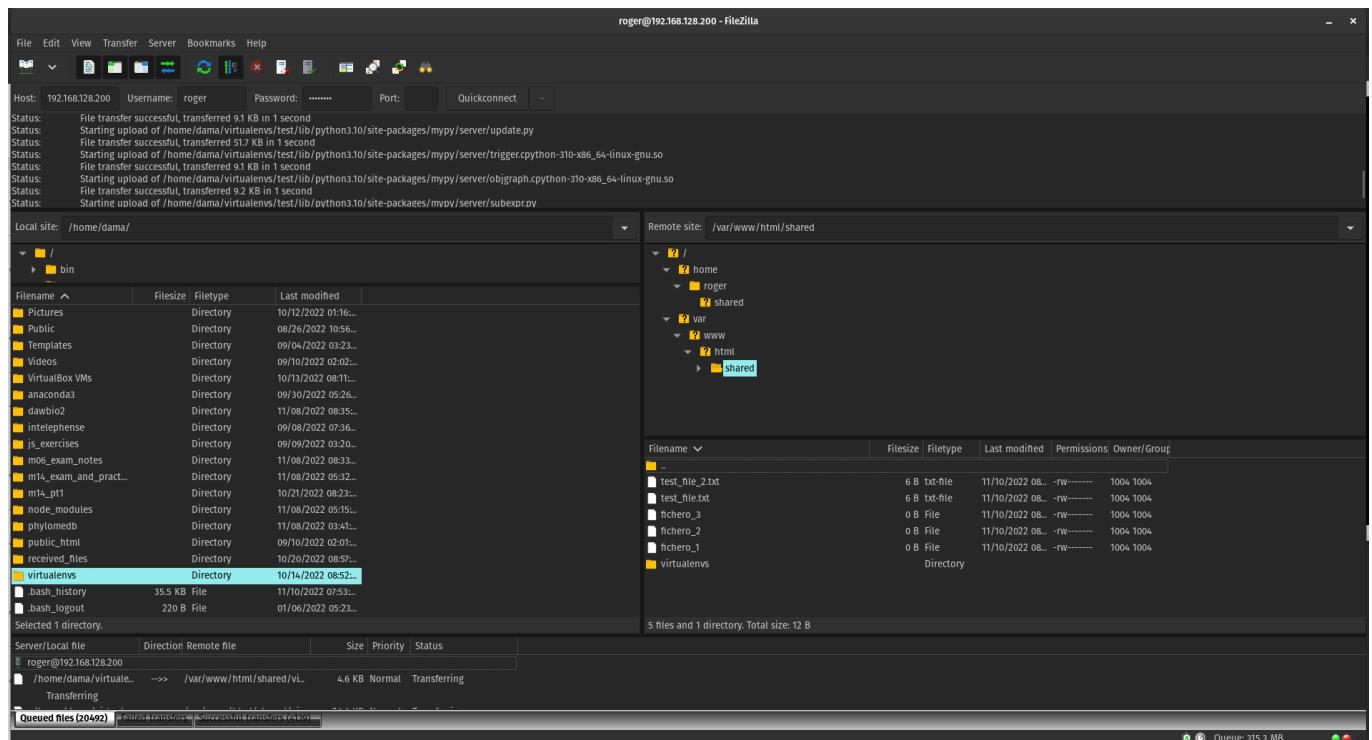 roger@192.168.128.200 - FileZilla
File Edit View Transfer Server Bookmarks Help
Host: 192.168.128.200 Username: roger Password: •••••••• Port: Quickconnect
Status: File transfer successful, transferred 9.1 KB in 1 second
Status: Starting upload of /home/dama/virtualenvs/test/lib/python3.10/site-packages/mypy/server/update.py
Status: File transfer successful, transferred 51.7 KB in 1 second
Status: Starting upload of /home/dama/virtualenvs/test/lib/python3.10/site-packages/mypy/server/trigger.cpython-310-x86_64-linux-gnu.so
Status: File transfer successful, transferred 9.1 KB in 1 second
Status: Starting upload of /home/dama/virtualenvs/test/lib/python3.10/site-packages/mypy/server/objgraph.cpython-310-x86_64-linux-gnu.so
Status: File transfer successful, transferred 9.2 KB in 1 second
Status: Starting upload of /home/dama/virtualenvs/test/lib/python3.10/site-packages/mypy/server/subexpr.py
Local site: /home/dama/
/
bin
Filename Filesize Filetype Last modified
Pictures Directory 10/12/2022 01:16:...
Public Directory 08/26/2022 10:56...
Templates Directory 09/04/2022 03:23...
Videos Directory 09/10/2022 02:02:...
VirtualBox VMs Directory 10/13/2022 08:11:...
anaconda3 Directory 09/30/2022 05:26...
dawbio2 Directory 11/08/2022 08:35:...
intelephense Directory 09/08/2022 07:36...
js_exercises Directory 09/09/2022 03:20...
m06_exam_notes Directory 11/08/2022 08:33...
m14_exam_and_pract... Directory 11/08/2022 05:32...
m14_pt1 Directory 10/21/2022 08:23:...
node_modules Directory 11/08/2022 05:15:...
phylomedb Directory 11/08/2022 03:41:...
public_html Directory 09/10/2022 02:01:...
received_files Directory 10/20/2022 08:57:...
virtualenvs Directory 10/14/2022 08:52:...
.bash_history 35.5 KB File 11/10/2022 07:53:...
.bash_logout 220 B File 01/06/2022 05:23...
Selected 1 directory.
Remote site: /var/www/html/shared
/
home
roger
shared
var
www
html
shared
Filename Filesize Filetype Last modified Permissions Owner/Group
..
test_file_2.txt 6 B txt-file 11/10/2022 08... -rw------- 1004 1004
test_file.txt 6 B txt-file 11/10/2022 08... -rw------- 1004 1004
fichero_3 0 B File 11/10/2022 08... -rw------- 1004 1004
fichero_2 0 B File 11/10/2022 08... -rw------- 1004 1004
fichero_1 0 B File 11/10/2022 08... -rw------- 1004 1004
virtualenvs Directory
5 files and 1 directory. Total size: 12 B
Server/Local file Direction Remote file Size Priority Status
roger@192.168.128.200
/home/dama/virtuale... -->> /var/www/html/shared/vi... 4.6 KB Normal Transferring
Transferring
Queued files (20492) Failed transfers Successful transfers (4129)
Queue: 315.3 MB